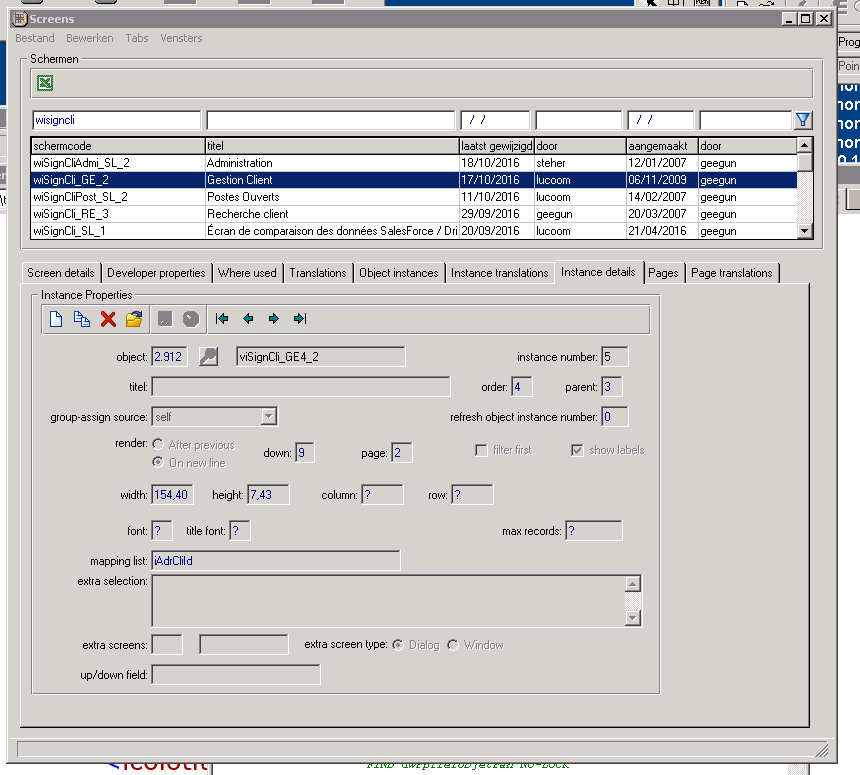 Screens
Bestand Bewerken Tabs Vensters
Prog
Poin
Schermen
wisigncli / / / /
schermcode titel laatst gewijzigd door aangemaakt door
wiSignCliAdmi_SL_2 Administration 18/10/2016 steher 12/01/2007 geegun
wiSignCli_GE_2 Gestion Client 17/10/2016 lucoom 06/11/2009 geegun
wiSignCliPost_SL_2 Postes Ouverts 11/10/2016 lucoom 14/02/2007 geegun
wiSignCli_RE_3 Recherche client 29/09/2016 geegun 20/03/2007 geegun
wiSignCli_SL_1 Écran de comparaison des données SalesForce / Dri 20/09/2016 lucoom 21/04/2016 geegun
Screen details Developer properties Where used Translations Object instances Instance translations Instance details Pages Page translations
Instance Properties
object: 2.912 viSignCli_GE4_2 instance number: 5
titel: order: 4 parent: 3
group-assign source: self refresh object instance number: 0
render: After previous
On new line
down: 9 page: 2 filter first show labels
width: 154,40 height: 7,43 column: ? row: ?
font: ? title font: ? max records: ?
mapping list: iAdrCliId
extra selection:
extra screens: extra screen type: Dialog Window
up/down field: